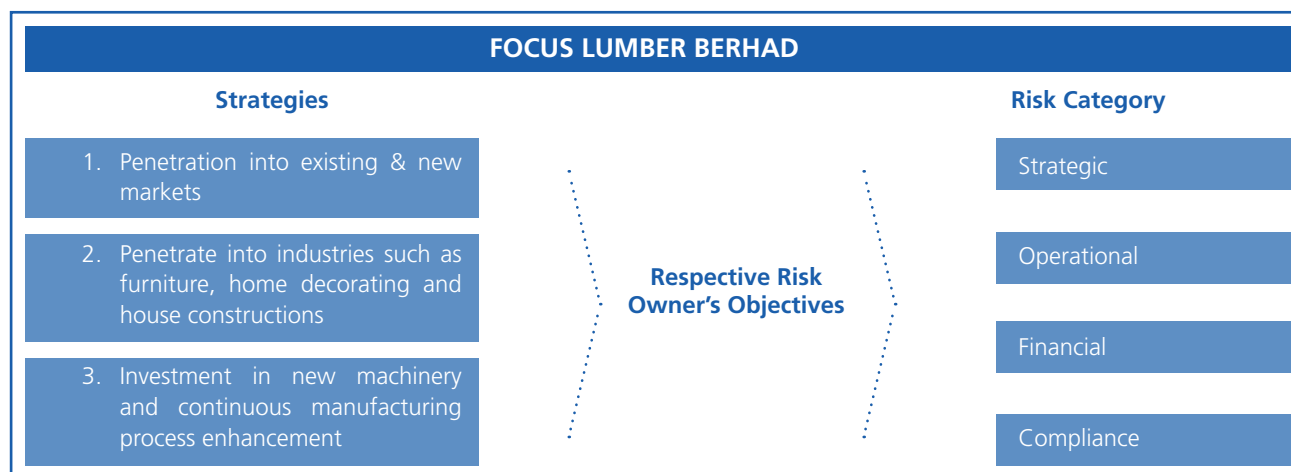 FOCUS LUMBER BERHAD
Strategies
1. Penetration into existing & new
markets
2. Penetrate into industries such as
furniture, home decorating and
house constructions
3. Investment in new machinery
and continuous manufacturing
process enhancement
Respective Risk
Owner's Objectives
Risk Category
Strategic
Operational
Financial
Compliance